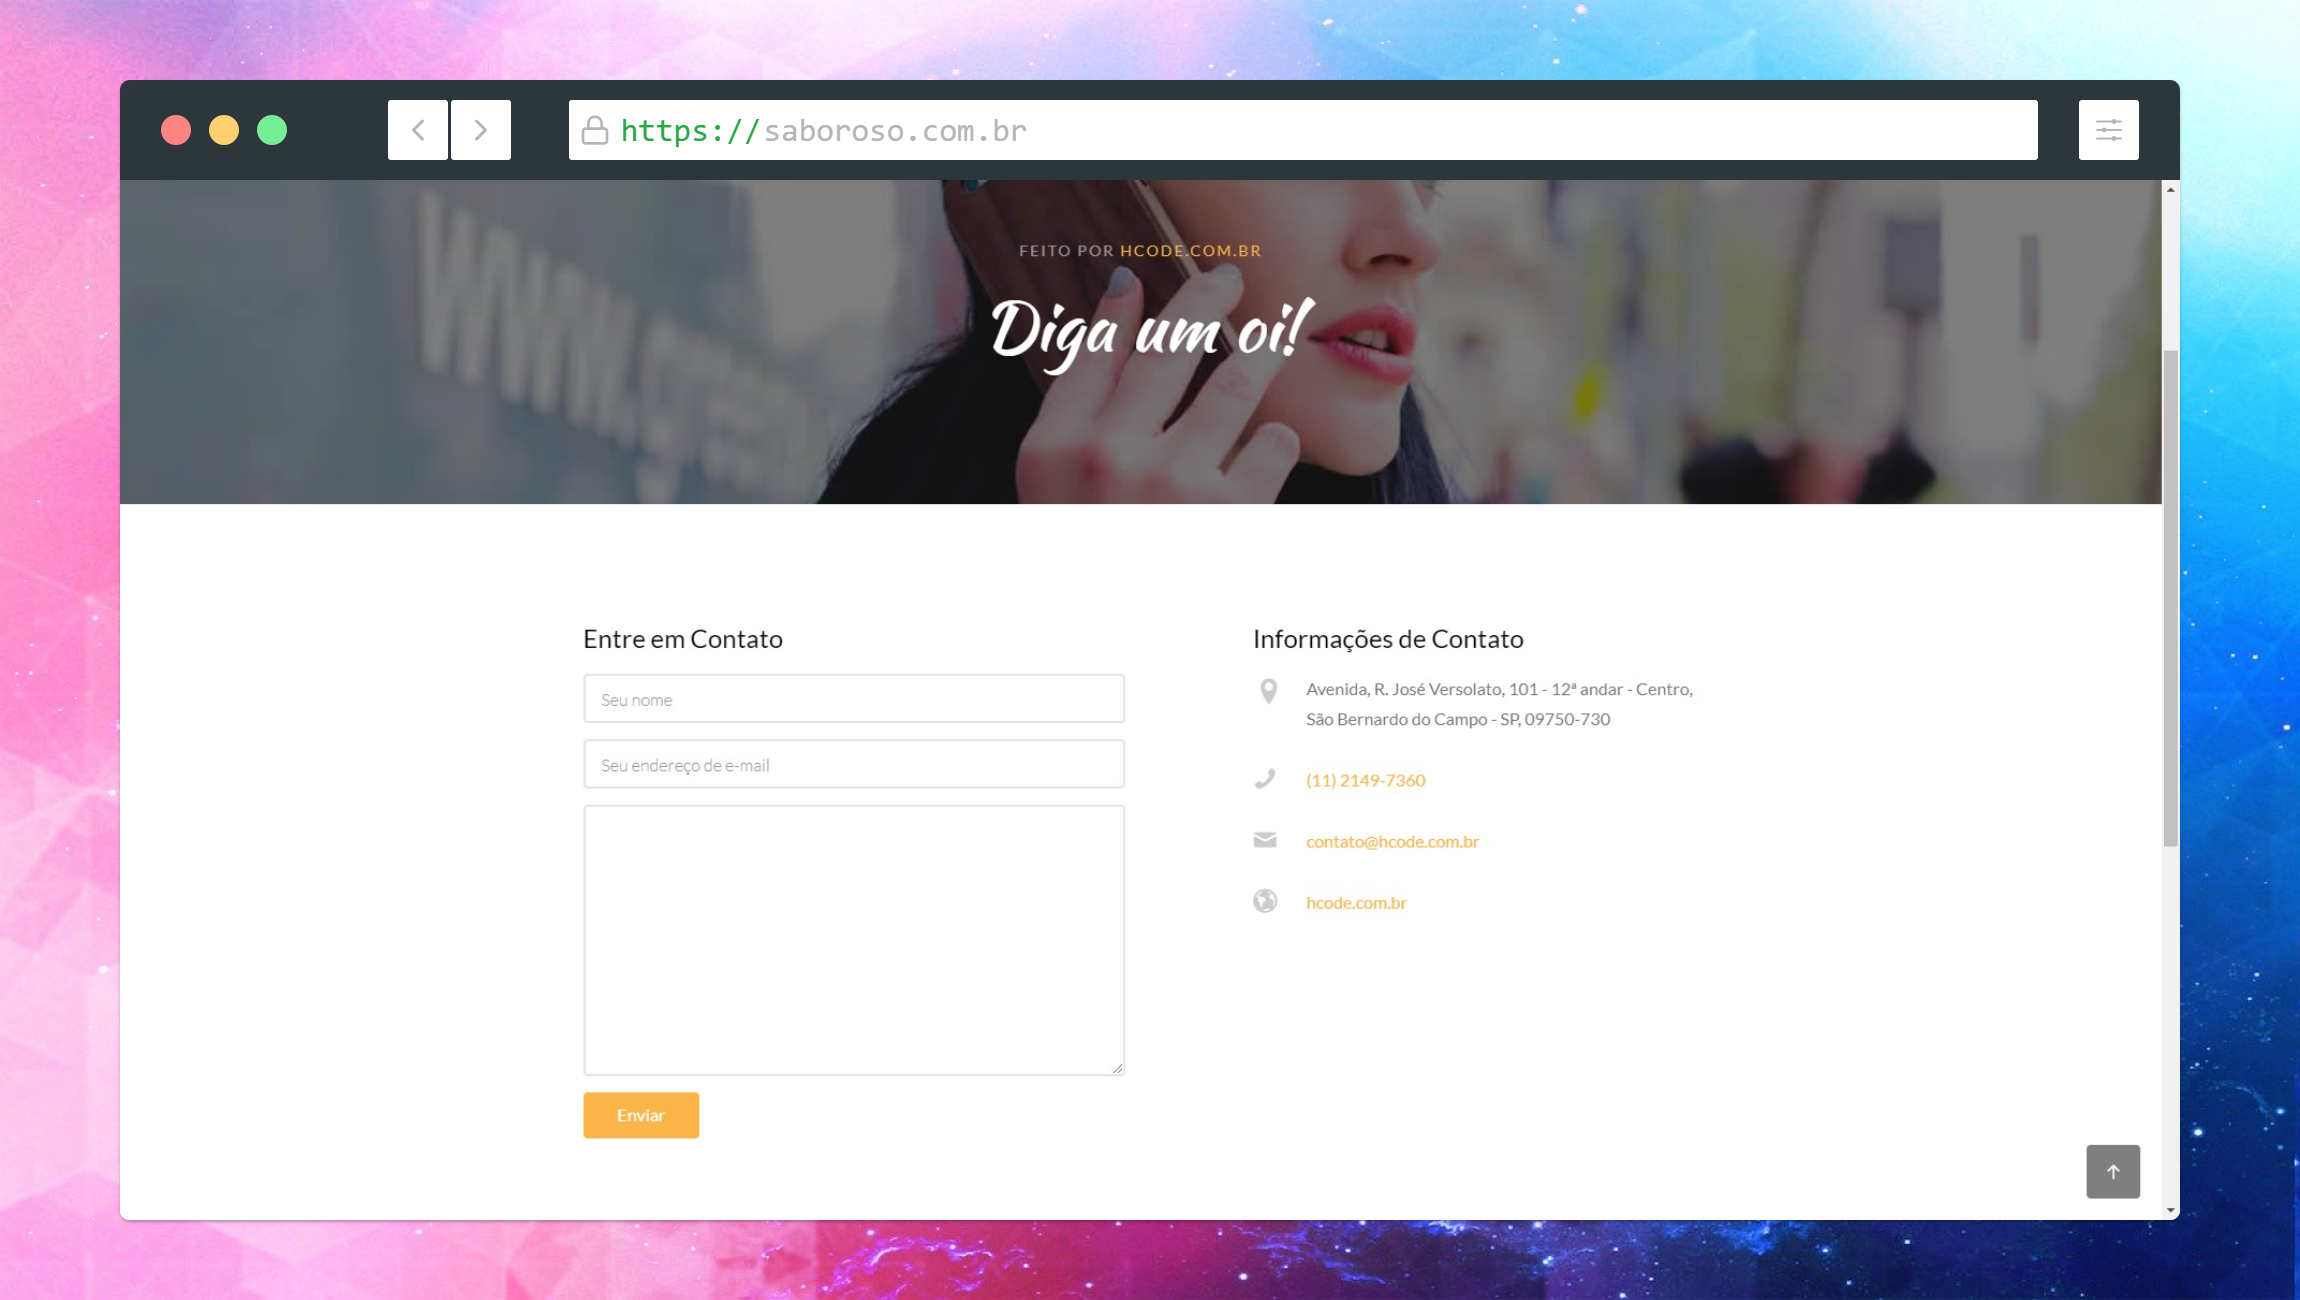 https://saboroso.com.br
FEITO POR HCODE.COM.BR
Diga um oi!
Entre em Contato
Seu nome
Seu endereço de e-mail
Enviar
Informações de Contato
Avenida, R. José Versolato, 101 - 12ª andar - Centro,
São Bernardo do Campo - SP, 09750-730
(11) 2149-7360
contato@hcode.com.br
hcode.com.br